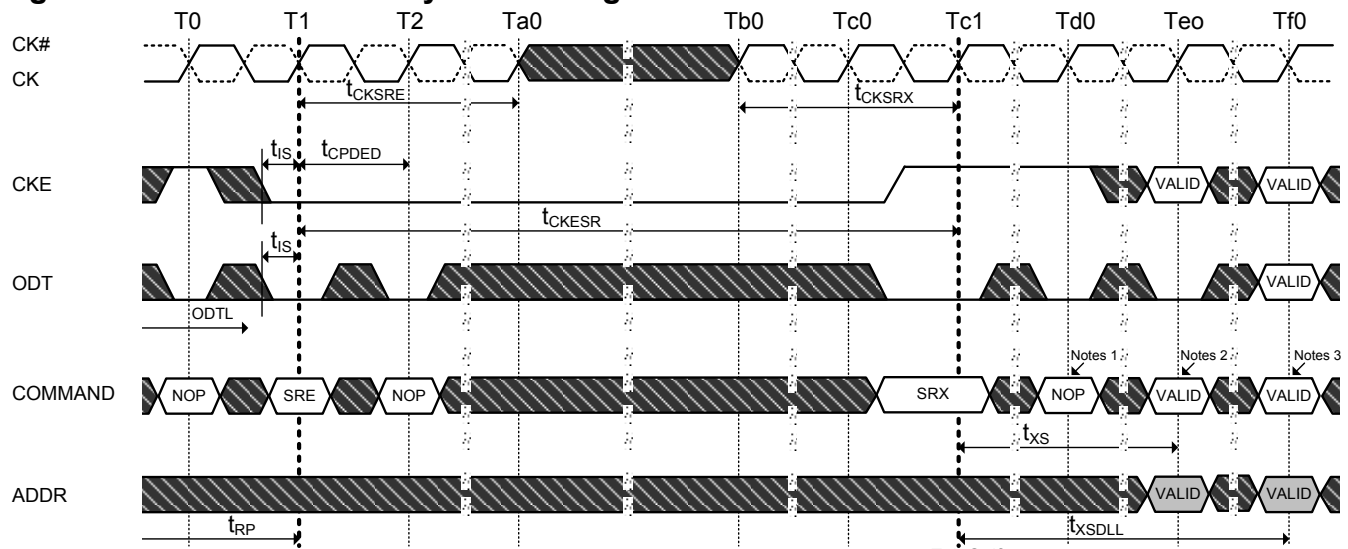 T0 T1 T2 Ta0 Tb0 Tc0 Tc1 Td0 Teo Tf0
CK#
CK
tCKSRE tCKSRX
tIS tCPDED
CKE VALID VALID
tCKESR
tIS
ODT VALID
ODTL
Notes 1 Notes 2 Notes 3
COMMAND NOP SRE NOP SRX NOP VALID VALID
tXS
ADDR VALID VALID
tRP tXSDLL